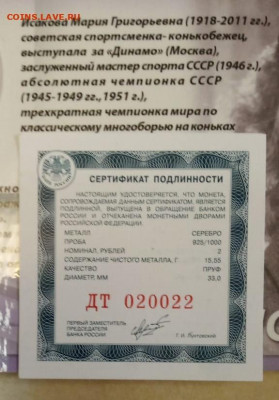 COINS.LAVE.RU
Исакова Мария Григорьевна (1918-2011 гг.),
советская спортсменка- конькобежец,
выступала за «Динамо» (Москва),
заслуженный мастер спорта СССР (1946 г.),
абсолютная чемпионка СССР
(1945-1949 гг.,1951 г.),
трехкратная чемпионка мира по
классическому многоборью на коньках
СЕРТИФИКАТ ПОДЛИННОСТИ
НАСТОЯЩИМ УДОСТОВЕРЯЕТСЯ, ЧТО МОНЕТА,
СОПРОВОЖДАЕМАЯ ДАННЫМ СЕРТИФИКАТОМ, ЯВЛЯЕТСЯ
ПОДЛИННОЙ, ВЫПУЩЕНА В ОБРАЩЕНИЕ БАНКОМ
РОССИИ И ОТЧЕКАНЕНА МОНЕТНЫМИ ДВОРАМИ
РОССИЙСКОЙ ФЕДЕРАЦИИ.
МЕТАЛЛ СЕРЕБРО
ПРОБА 925/1000
НОМИНАЛ, РУБЛЕЙ 2
СОДЕРЖАНИЕ ЧИСТОГО МЕТАЛЛА, Г 15,55
КАЧЕСТВО ПРУФ
ДИАМЕТР, ММ 33,0
ДТ 020022
ПЕРВЫЙ ЗАМЕСТИТЕЛЬ
ПРЕДСЕДАТЕЛЯ
БАНКА РОССИИ